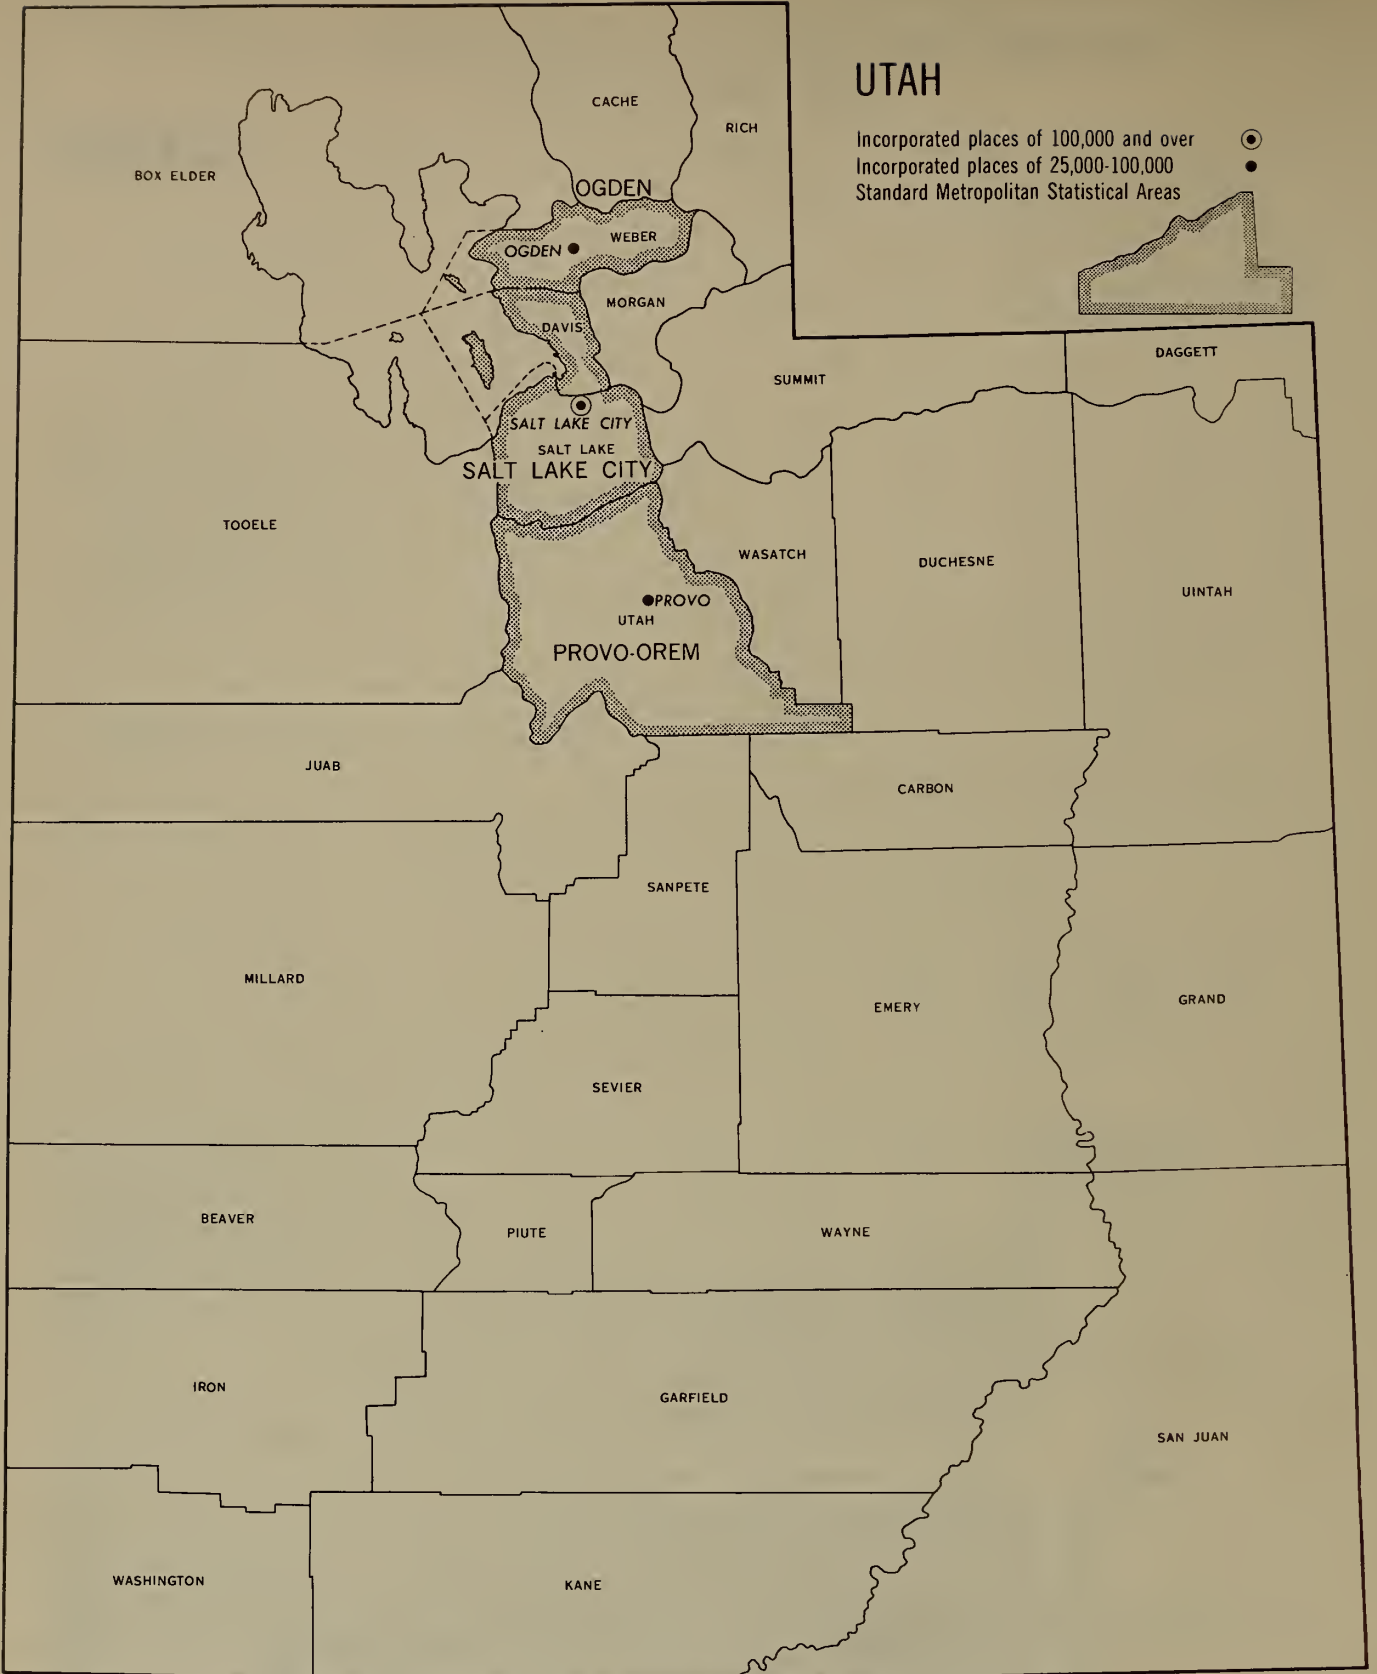 UTAH
Incorporated places of 100,000 and over
Incorporated places of 25,000-100,000
Standard Metropolitan Statistical Areas
CACHE
RICH
BOX ELDER
OGDEN
WEBER
OGDEN
MORGAN
DAVIS
DAGGETT
SUMMIT
SALT LAKE CITY
SALT LAKE
SALT LAKE CITY
TOOELE
WASATCH
DUCHESNE
UINTAH
PROVO
UTAH
PROVO-OREM
JUAB
CARBON
SANPETE
MILLARD
EMERY
GRAND
SEVIER
BEAVER
PIUTE
WAYNE
IRON
GARFIELD
SAN JUAN
WASHINGTON
KANE